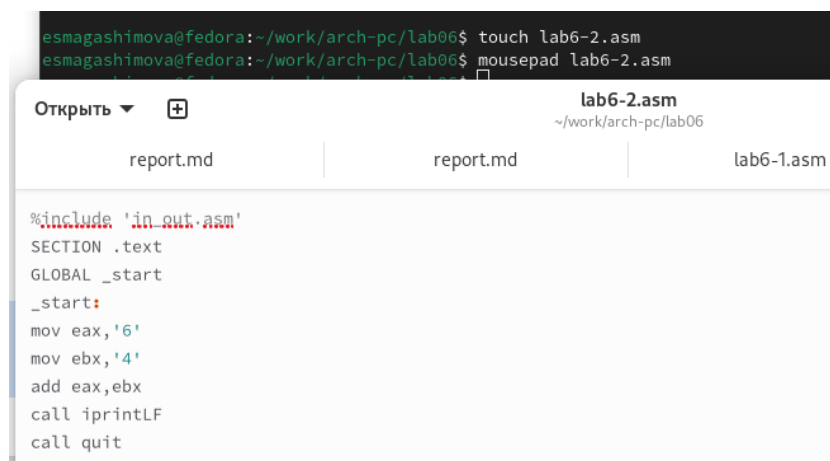 esmagashimova@fedora:~/work/arch-pc/lab06$ touch lab6-2.asm
esmagashimova@fedora:~/work/arch-pc/lab06$ mousepad lab6-2.asm
Открыть
lab6-2.asm
~/work/arch-pc/lab06
report.md report.md lab6-1.asm
%include 'in_out.asm'
SECTION .text
GLOBAL _start
_start:
mov eax,'6'
mov ebx,'4'
add eax,ebx
call iprintLF
call quit